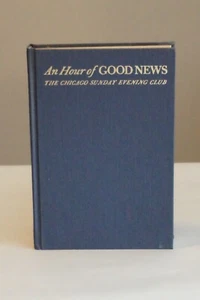 An Hour of GOOD NEWS
THE CHICAGO SUNDAY EVENING CLUB